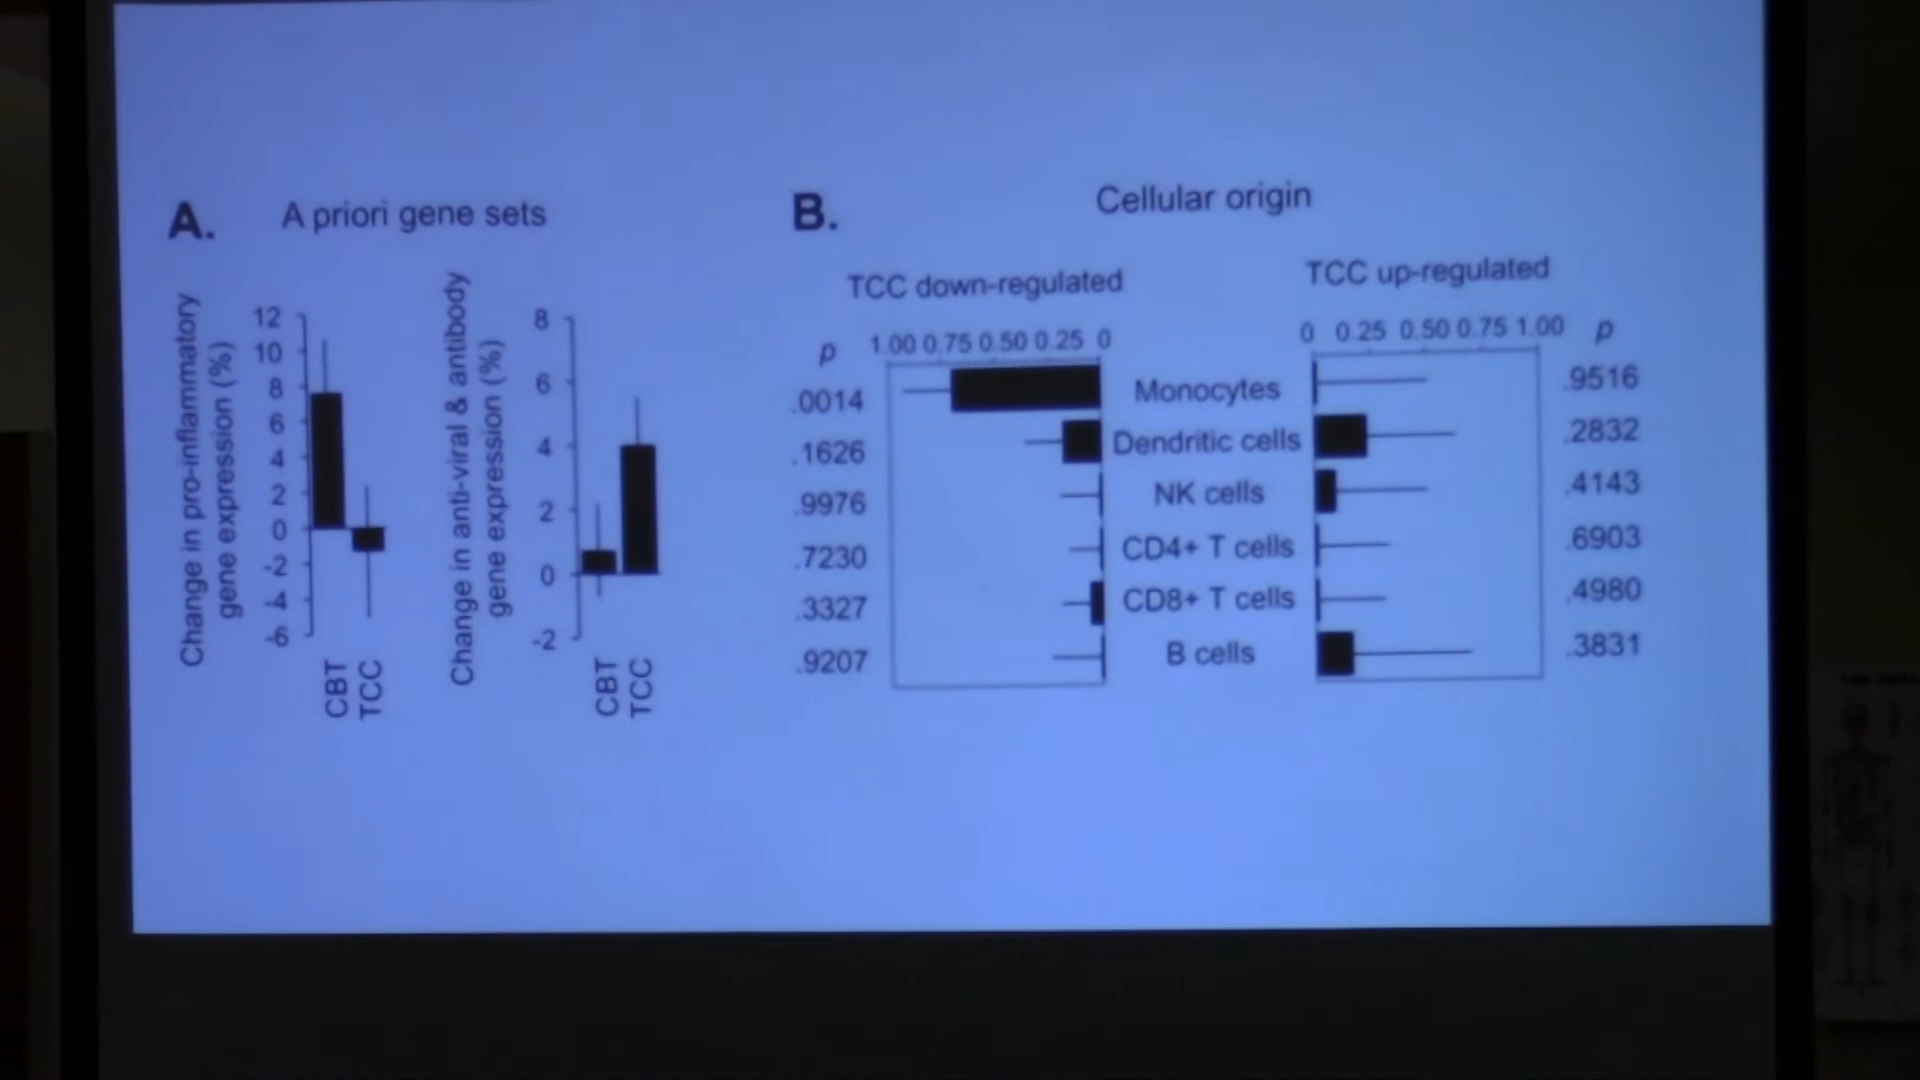 A. A priori gene sets
Change in pro-inflammatory
gene expression (%)
12
10
8
6
4
2
0
-2
-4
-6
CBT
TCC
Change in anti-viral & antibody
gene expression (%)
8
6
4
2
0
-2
CBT
TCC
B. Cellular origin
TCC down-regulated
TCC up-regulated
p 1.00 0.75 0.50 0.25 0
0 0.25 0.50 0.75 1.00 p
.0014 Monocytes .9516
.1626 Dendritic cells .2832
.9976 NK cells .4143
.7230 CD4+ T cells .6903
.3327 CD8+ T cells .4980
.9207 B cells .3831